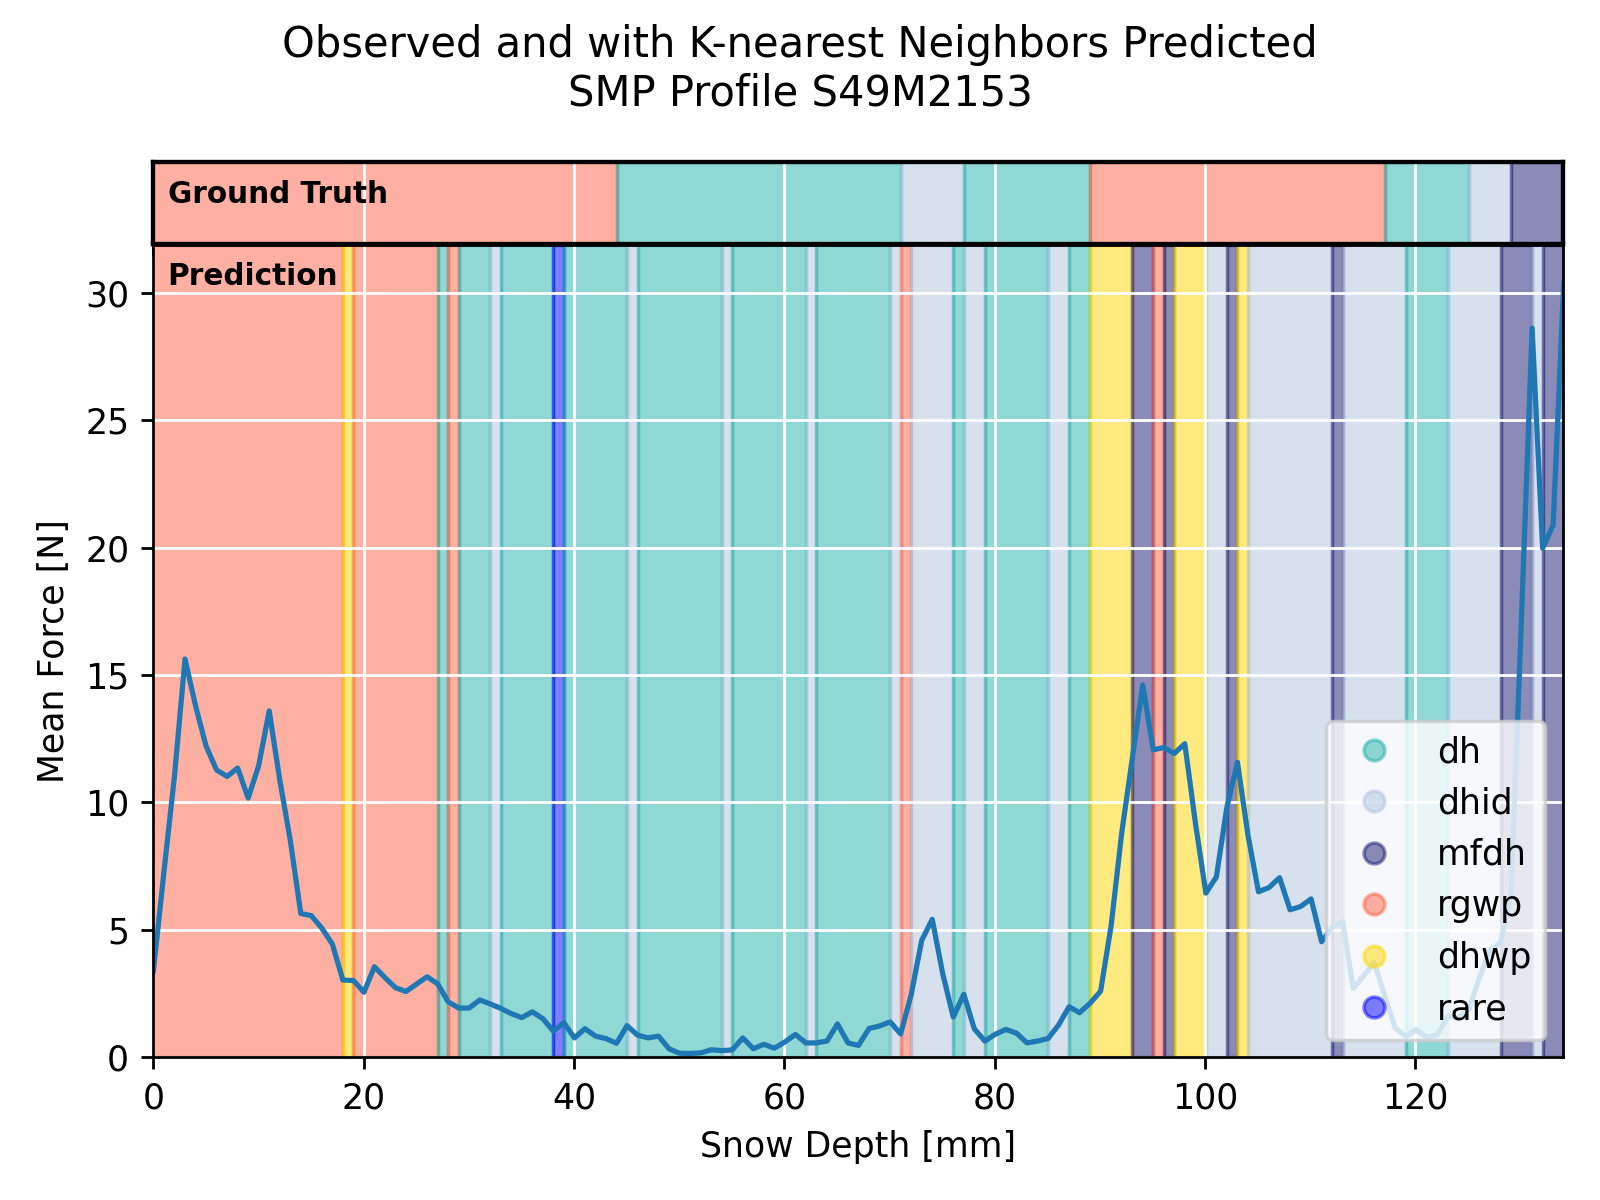 Observed and with K-nearest Neighbors Predicted
SMP Profile S49M2153
Ground Truth
Prediction
30
25
20
15
10
5
0
Mean Force [N]
dh
dhid
mfdh
rgwp
dhwp
rare
0 20 40 60 80 100 120
Snow Depth [mm]